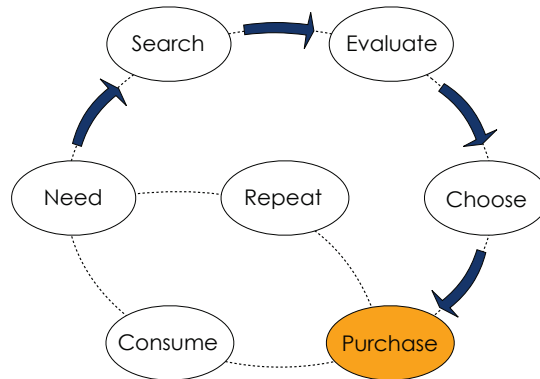 Search
Evaluate
Need
Repeat
Choose
Consume
Purchase